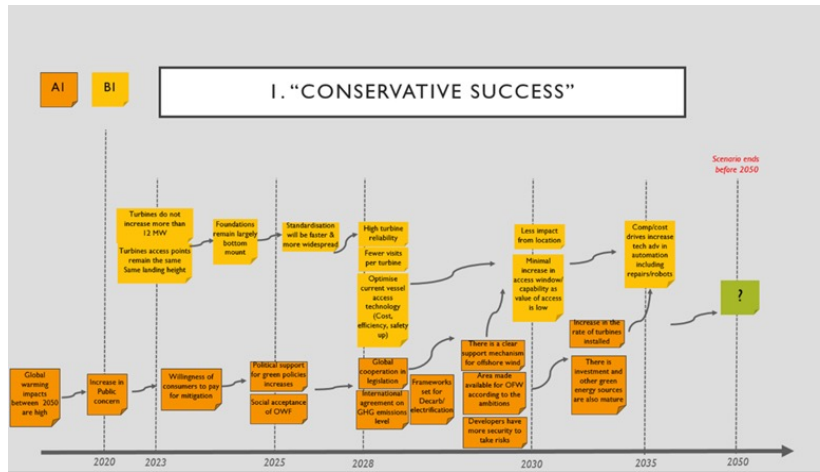 A1
B1
1. “CONSERVATIVE SUCCESS”
Scenario ends
before 2050
Turbines do not
increase more than
12 MW
Turbines access points
remain the same
Same landing height
Foundations
remain largely
bottom
mount
Standardisation
will be faster &
more widespread
High turbine
reliability
Fewer visits
per turbine
Optimise
current vessel
access
technology
(Cost,
efficiency, safety
up)
Less impact
from location
Minimal
increase in
access window/
capability as
value of access
is low
Comp/cost
drives increase
tech adv in
automation
including
repairs/robots
?
Global
warming
impacts
between 2050
are high
Increase in
Public
concern
Willingness of
consumers to pay
for mitigation
Political support
for green policies
increases
Social acceptance
of OWF
Global
cooperation in
legislation
International
agreement on
GHG emissions
level
Frameworks
set for
Decarb/
electrification
There is a clear
support mechanism
for offshore wind
Area made
available for OFW
according to the
ambitions
Developers have
more security to
take risks
Increase in the
rate of turbines
installed
There is
investment and
other green
energy sources
are also mature
2020
2023
2025
2028
2030
2035
2050